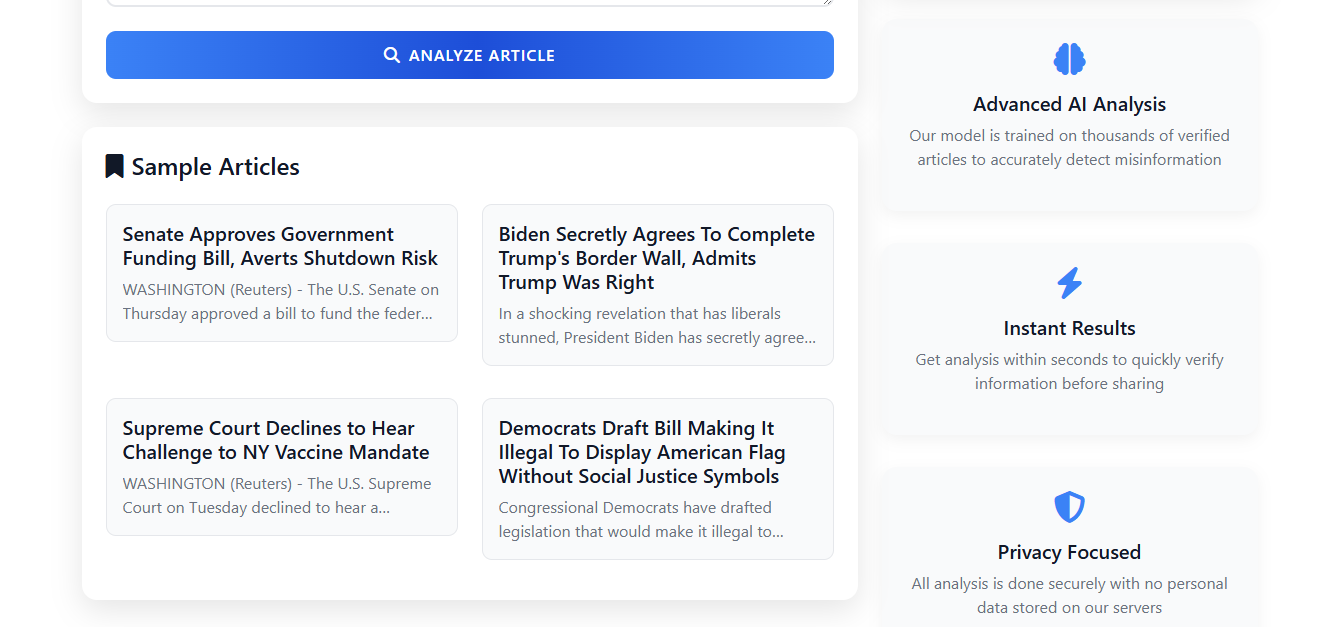 ANALYZE ARTICLE
Sample Articles
Senate Approves Government
Funding Bill, Averts Shutdown Risk
WASHINGTON (Reuters) - The U.S. Senate on
Thursday approved a bill to fund the feder...
Biden Secretly Agrees To Complete
Trump's Border Wall, Admits
Trump Was Right
In a shocking revelation that has liberals
stunned, President Biden has secretly agree...
Supreme Court Declines to Hear
Challenge to NY Vaccine Mandate
WASHINGTON (Reuters) - The U.S. Supreme
Court on Tuesday declined to hear a...
Democrats Draft Bill Making It
Illegal To Display American Flag
Without Social Justice Symbols
Congressional Democrats have drafted
legislation that would make it illegal to...
Advanced AI Analysis
Our model is trained on thousands of verified
articles to accurately detect misinformation
Instant Results
Get analysis within seconds to quickly verify
information before sharing
Privacy Focused
All analysis is done securely with no personal
data stored on our servers